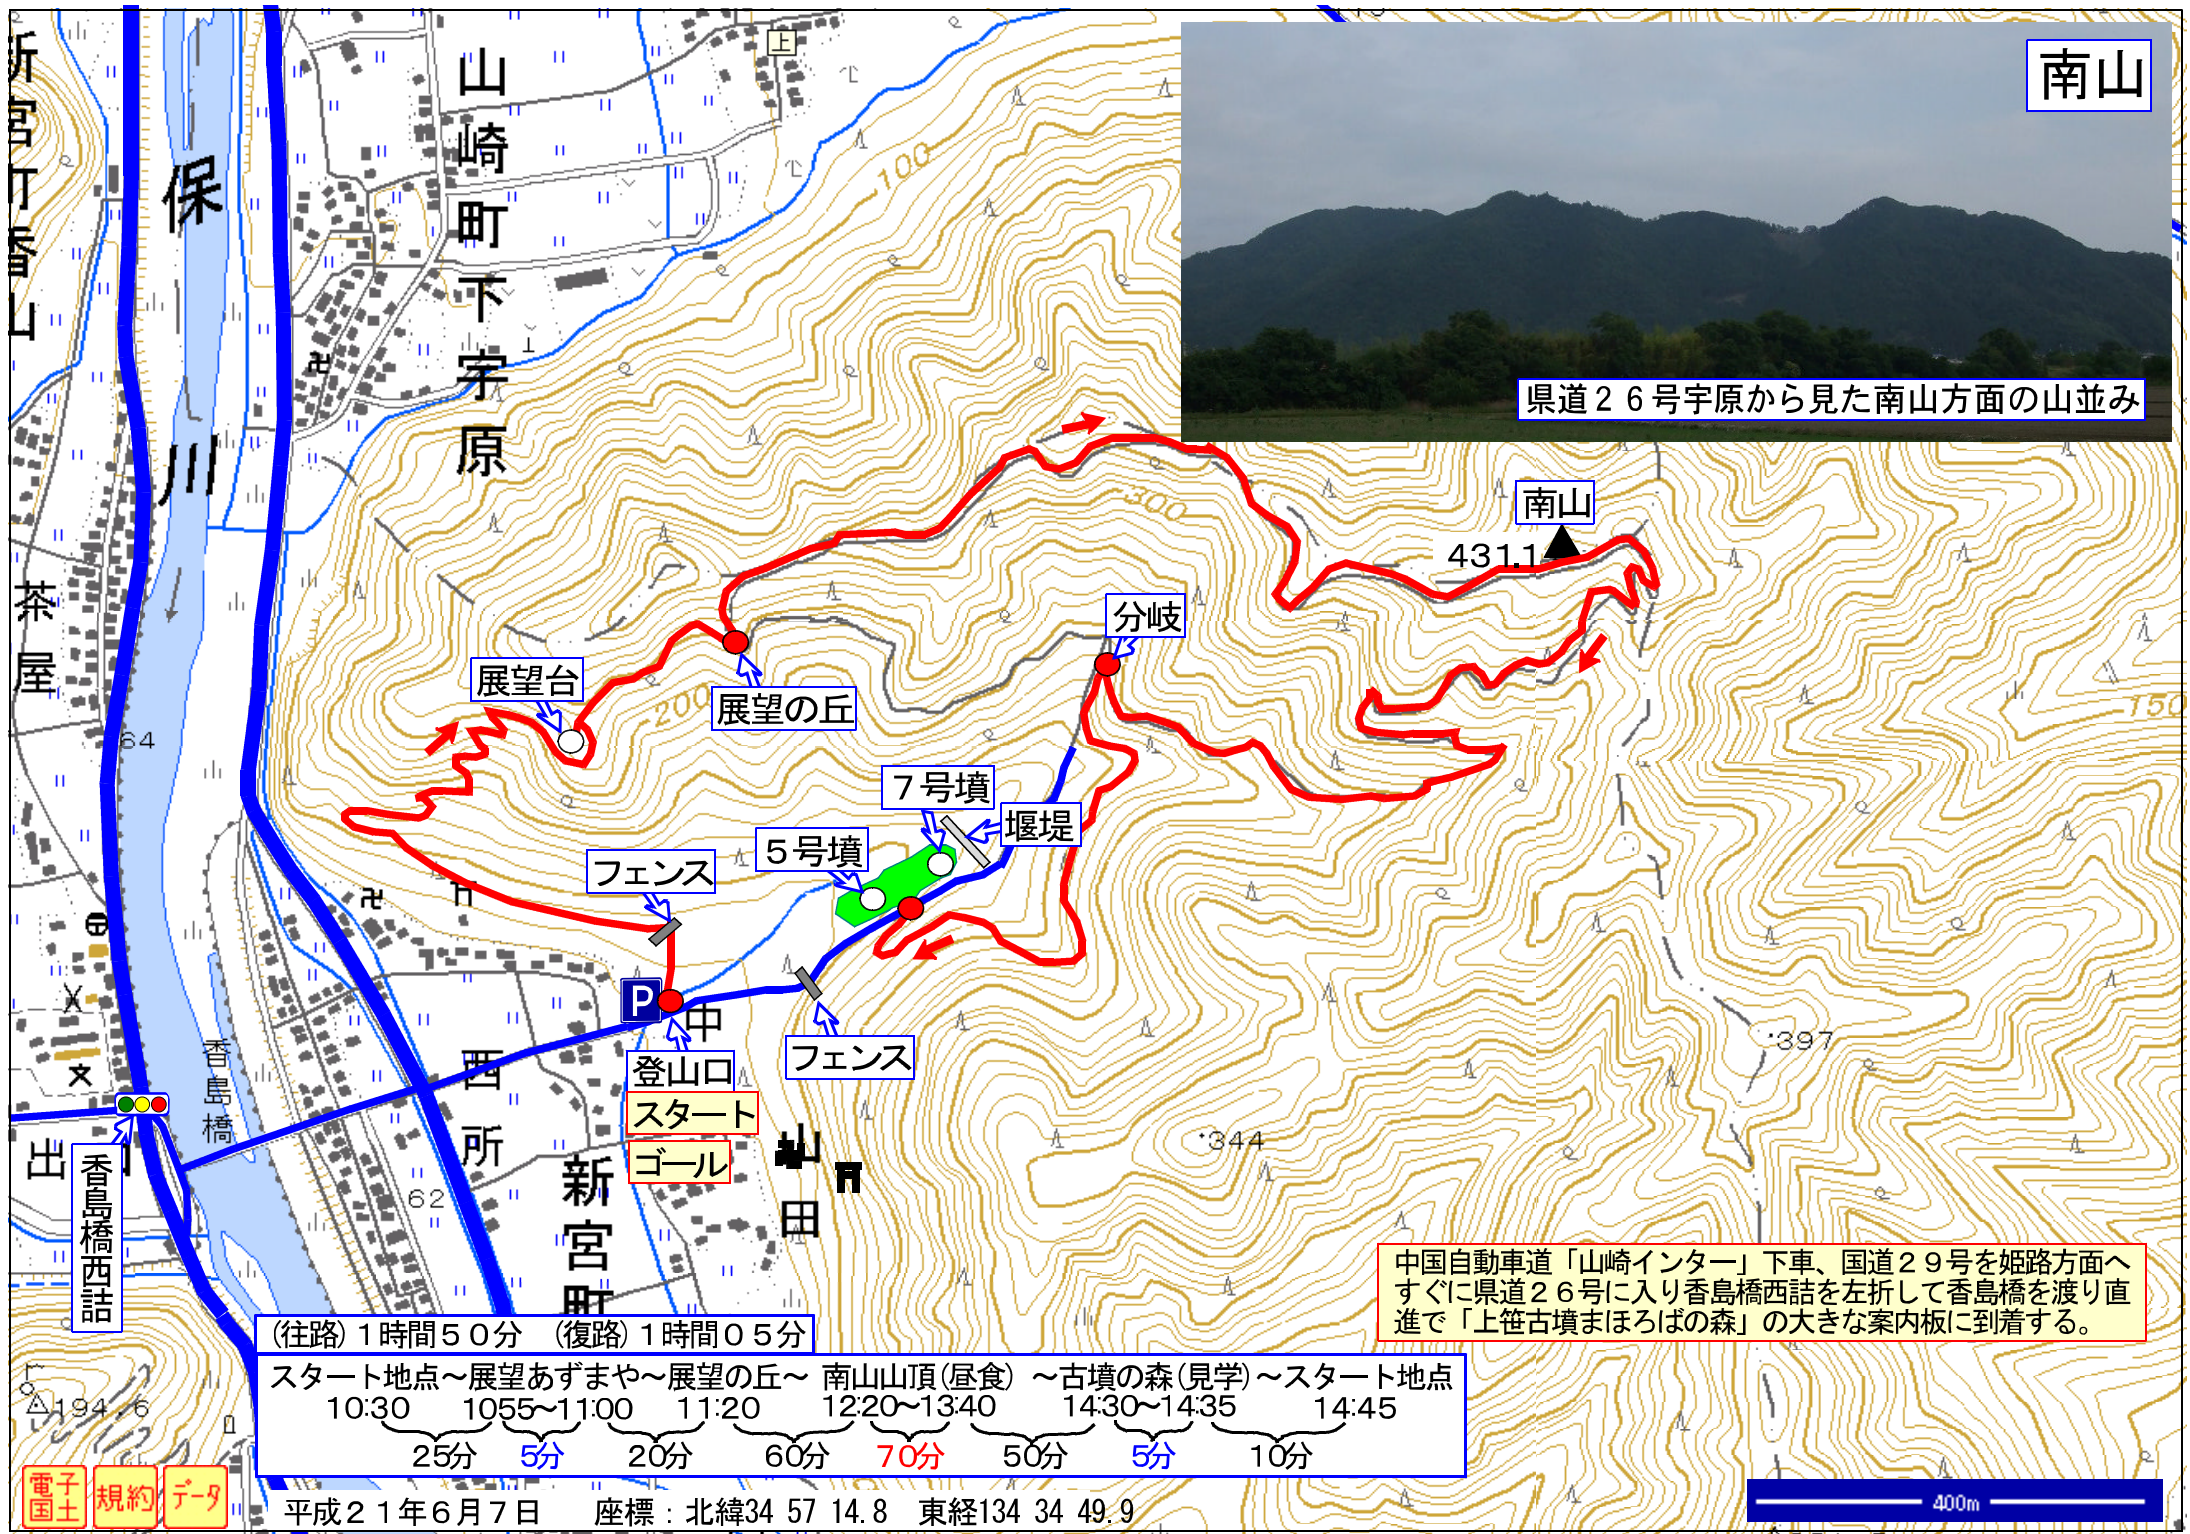 南山
県道２６号宇原から見た南山方面の山並み
上
山崎町下宇原
新宮町香山
保
川
100
300
南山
431.1
分岐
展望台
200
展望の丘
茶屋
64
150
７号墳
堰堤
５号墳
フェンス
P
中
フェンス
登山口
スタート
ゴール
397
344
香島橋
西所
出
62
山田
新宮町
香島橋西詰
中国自動車道「山崎インター」下車、国道２９号を姫路方面へ
すぐに県道２６号に入り香島橋西詰を左折して香島橋を渡り直
進で「上笹古墳まほろばの森」の大きな案内板に到着する。
(往路)１時間５０分　(復路)１時間０５分
スタート地点～展望あずまや～展望の丘～ 南山山頂(昼食) ～古墳の森(見学)～スタート地点
10:30 1055～11:00 11:20 12:20～13:40 14:30～14:35 14:45
25分 5分 20分 60分 70分 50分 5分 10分
194.6
電子国土 規約 データ
平成２１年６月７日 座標：北緯34 57 14.8 東経134 34 49.9
400m